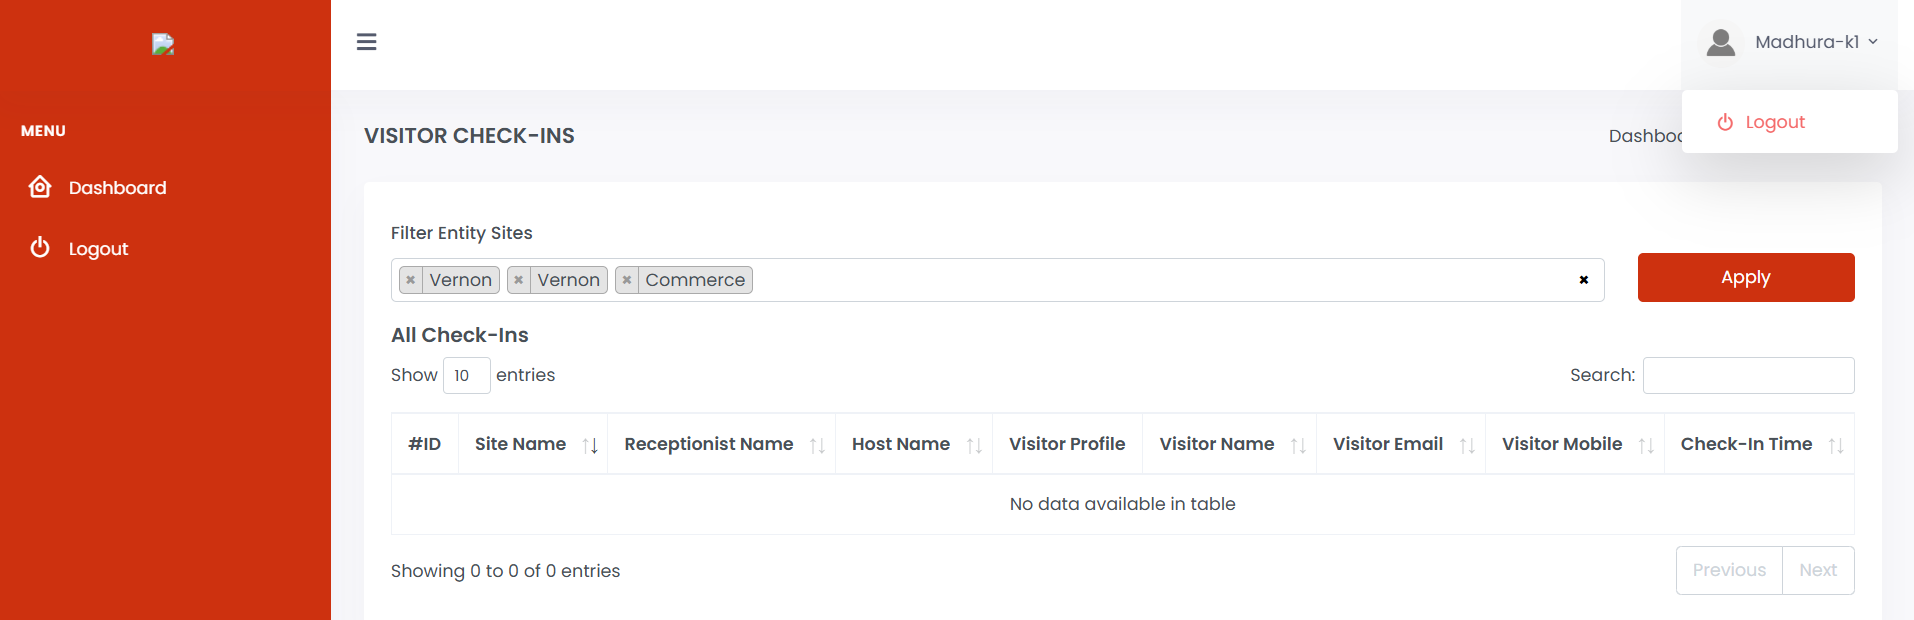 Madhura-k1
MENU
Dashboard
Logout
Logout
VISITOR CHECK-INS
Filter Entity Sites
Vernon Vernon Commerce
Apply
All Check-Ins
Show 10 entries
Search:
#ID Site Name Receptionist Name Host Name Visitor Profile Visitor Name Visitor Email Visitor Mobile Check-In Time
No data available in table
Showing 0 to 0 of 0 entries
Previous Next